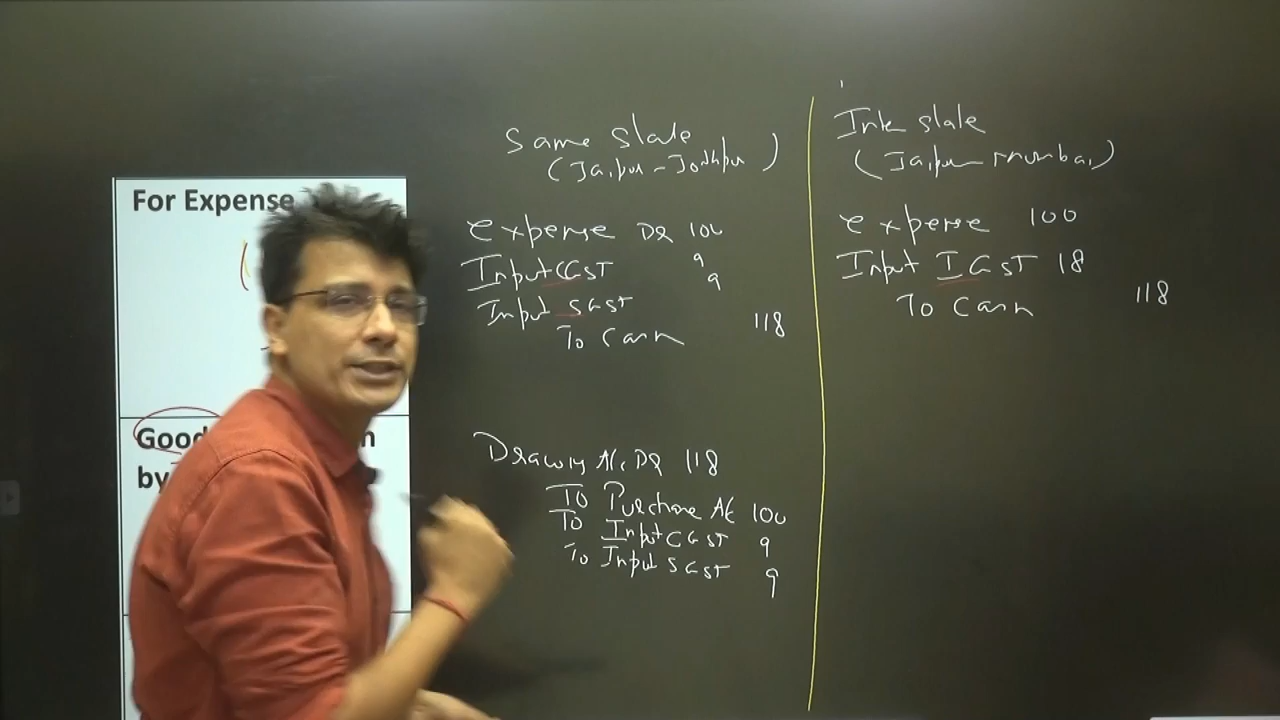 For Expense
Good n
by
Same State
(Jaipur - Jodhpur)
Expense DR 100
Input CGST 9
Input SGST 9
To Cash 118
Drawing A/c DR 118
To Purchase A/c 100
To Input CGST 9
To Input SGST 9
Inter state
(Jaipur - Mumbai)
Expense 100
Input IGST 18
To Cash 118